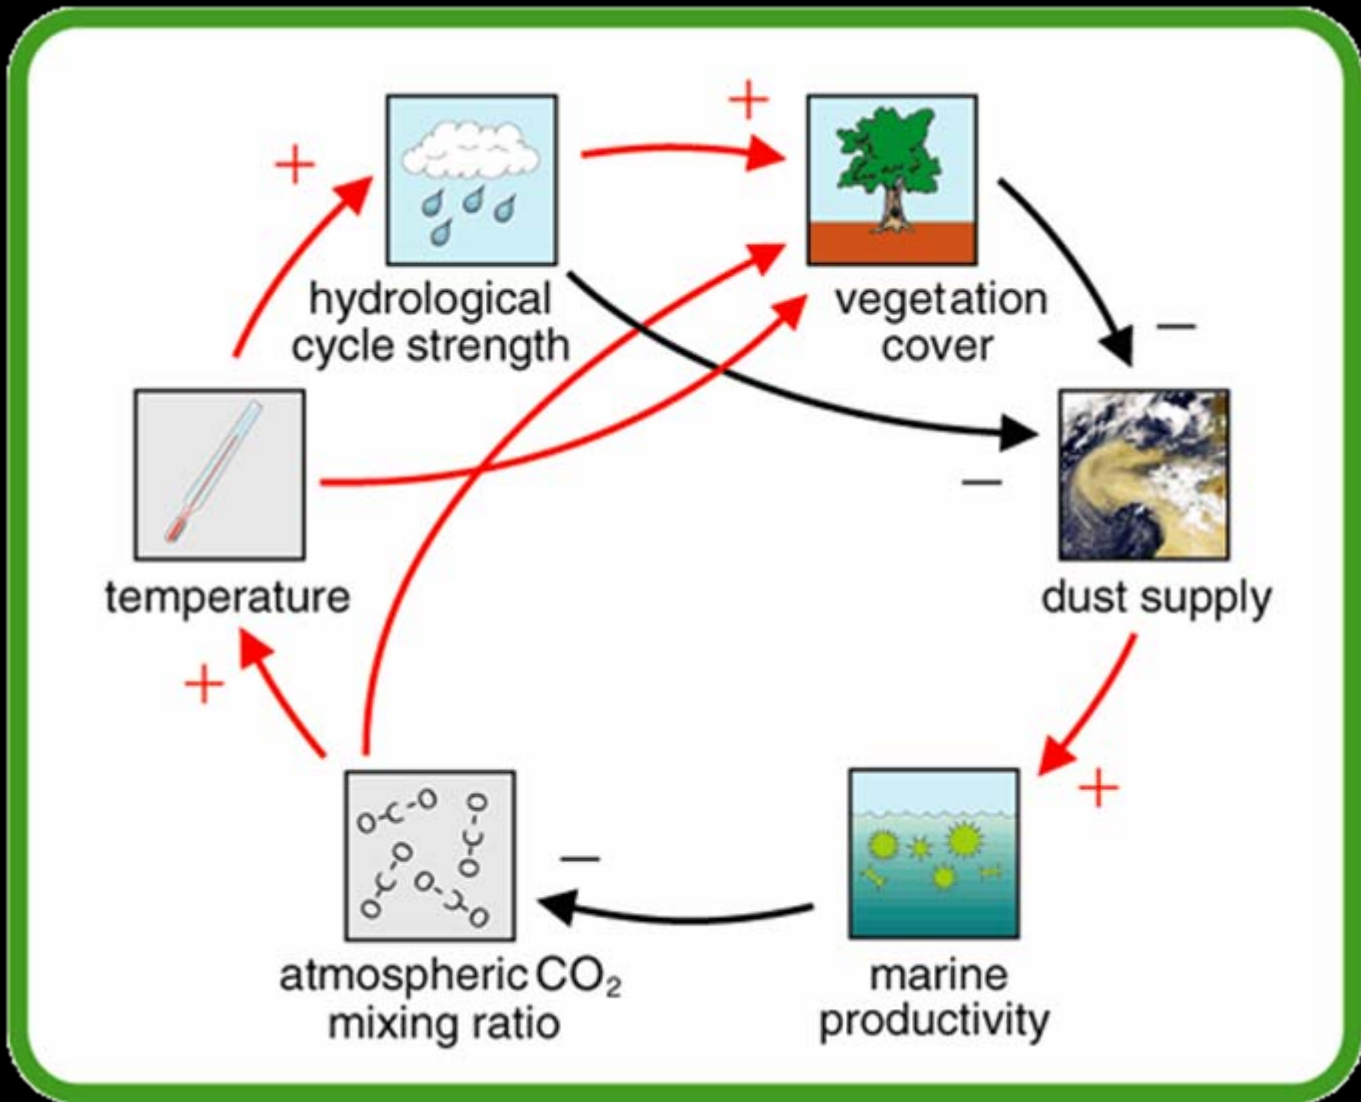 +
+
hydrological
cycle strength
vegetation
cover
−
−
temperature
dust supply
+
+
O-C-O
O-C-O
O-C-O
O-C-O
−
atmospheric CO₂
mixing ratio
marine
productivity